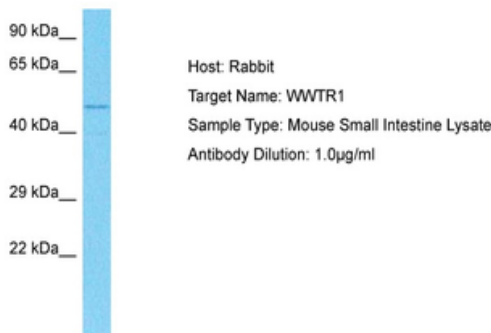 90 kDa
65 kDa
40 kDa
29 kDa
22 kDa
Host: Rabbit
Target Name: WWTR1
Sample Type: Mouse Small Intestine Lysate
Antibody Dilution: 1.0µg/ml